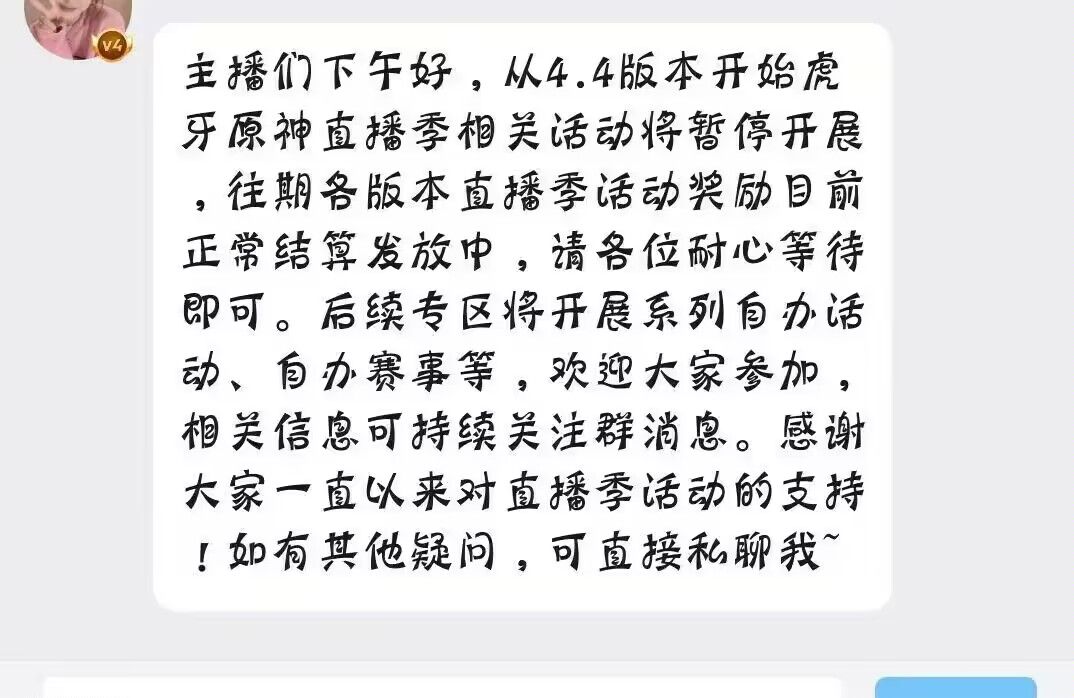 V4
主播们下午好，从4.4版本开始虎
牙原神直播季相关活动将暂停开展
，往期各版本直播季活动奖励目前
正常结算发放中，请各位耐心等待
即可。后续专区将开展系列自办活
动、自办赛事等，欢迎大家参加，
相关信息可持续关注群消息。感谢
大家一直以来对直播季活动的支持
！如有其他疑问，可直接私聊我~